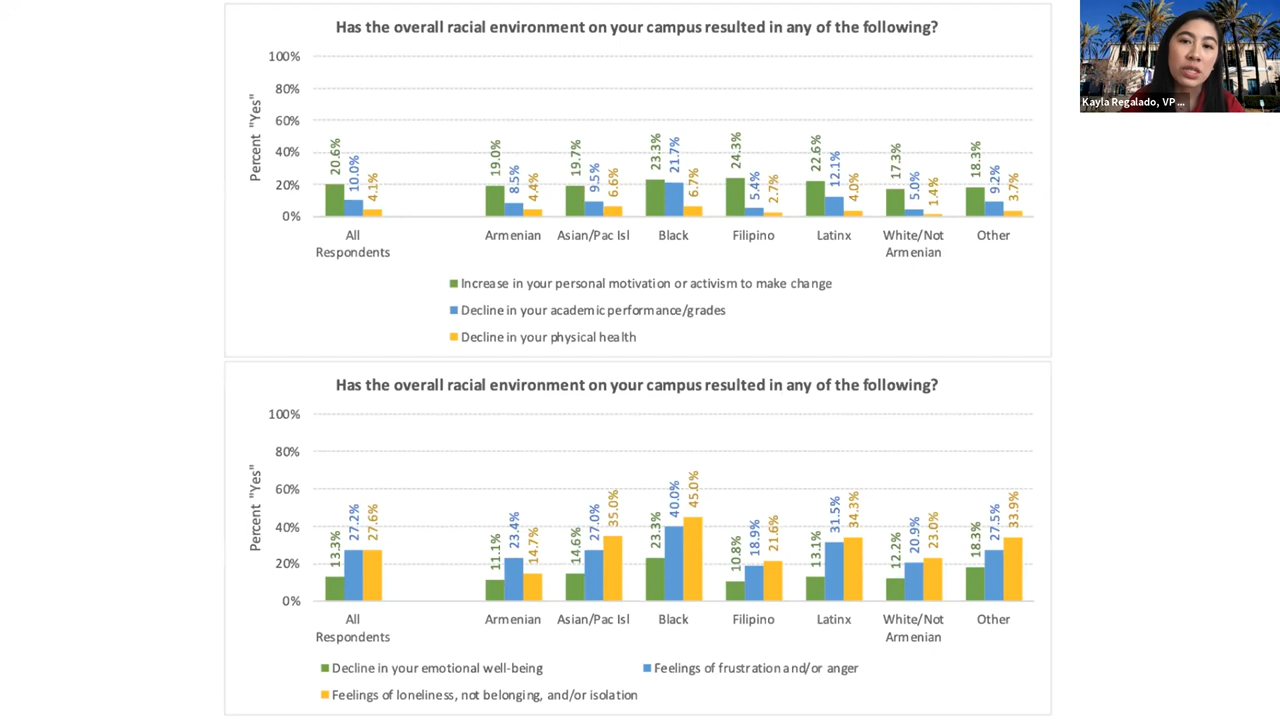 Has the overall racial environment on your campus resulted in any of the following?
Percent "Yes"
100%
80%
60%
40%
20%
0%
20.6%
10.0%
4.1%
19.0%
8.5%
4.4%
19.7%
9.5%
6.6%
23.3%
21.7%
6.7%
24.3%
5.4%
2.7%
22.6%
12.1%
4.0%
17.3%
5.0%
1.4%
18.3%
9.2%
3.7%
All Respondents
Armenian
Asian/Pac Isl
Black
Filipino
Latinx
White/Not Armenian
Other
Increase in your personal motivation or activism to make change
Decline in your academic performance/grades
Decline in your physical health
Has the overall racial environment on your campus resulted in any of the following?
Percent "Yes"
100%
80%
60%
40%
20%
0%
13.3%
27.2%
27.6%
11.1%
23.4%
14.7%
14.6%
27.0%
35.0%
23.3%
40.0%
45.0%
10.8%
18.9%
21.6%
13.1%
31.5%
34.3%
12.2%
20.9%
23.0%
18.3%
27.5%
33.9%
All Respondents
Armenian
Asian/Pac Isl
Black
Filipino
Latinx
White/Not Armenian
Other
Decline in your emotional well-being
Feelings of frustration and/or anger
Feelings of loneliness, not belonging, and/or isolation
Kayla Regalado, VP ...